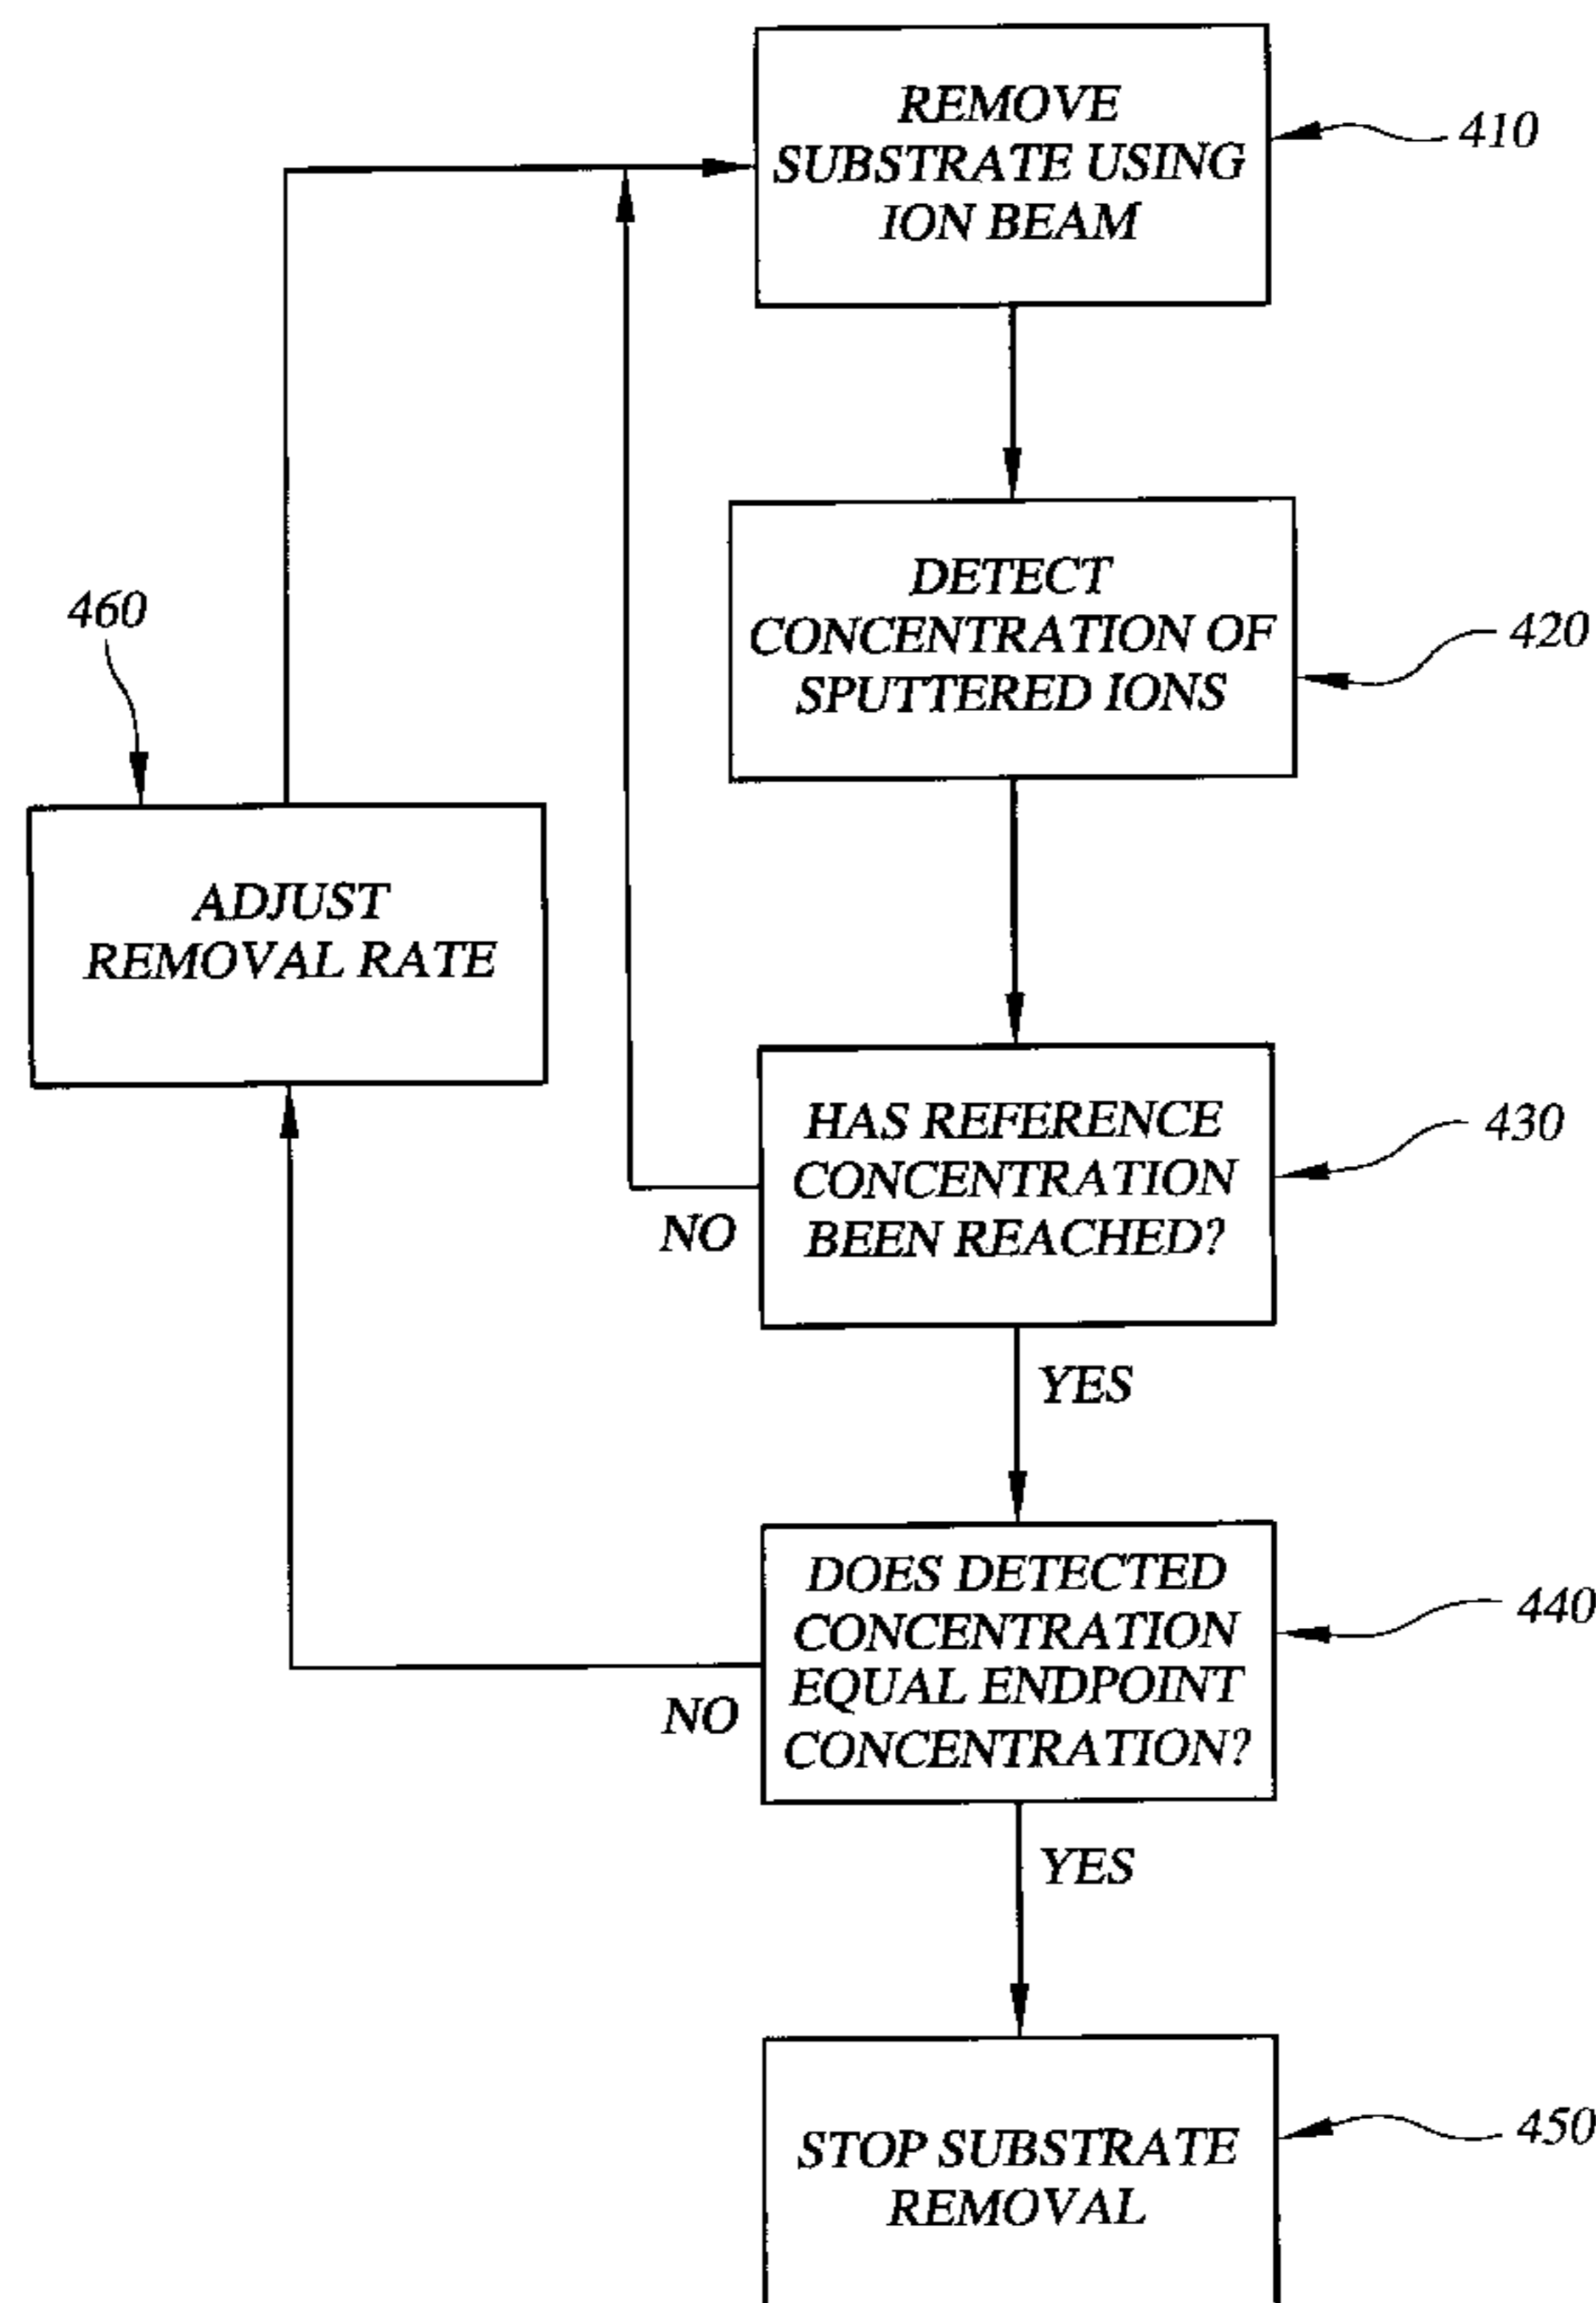 REMOVE
SUBSTRATE USING
ION BEAM
410
DETECT
CONCENTRATION OF
SPUTTERED IONS
420
460
ADJUST
REMOVAL RATE
HAS REFERENCE
CONCENTRATION
BEEN REACHED?
430
NO
YES
DOES DETECTED
CONCENTRATION
EQUAL ENDPOINT
CONCENTRATION?
440
NO
YES
STOP SUBSTRATE
REMOVAL
450